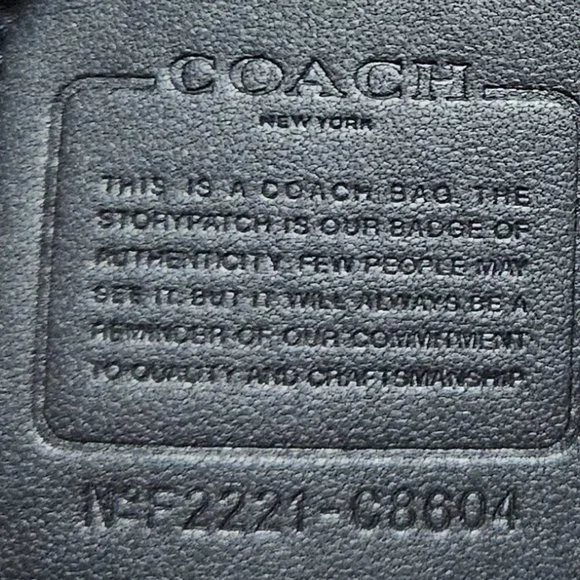 COACH
NEW YORK
THIS IS A COACH BAG. THE
STORYPATCH IS OUR BADGE OF
AUTHENTICITY. FEW PEOPLE MAY
SEE IT. BUT IT WILL ALWAYS BE A
REMINDER OF OUR COMMITMENT
TO QUALITY AND CRAFTSMANSHIP.
Nº F2221-C8604